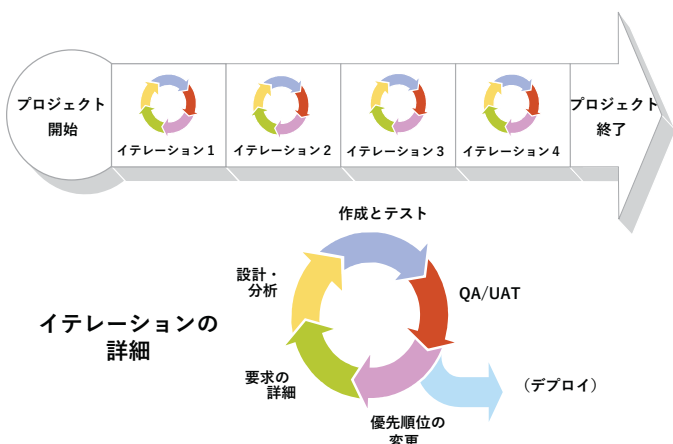 プロジェクト
開始
イテレーション 1
イテレーション 2
イテレーション 3
イテレーション 4
プロジェクト
終了
作成とテスト
設計・
分析
QA/UAT
イテレーションの
詳細
要求の
詳細
（デプロイ）
優先順位の
変更